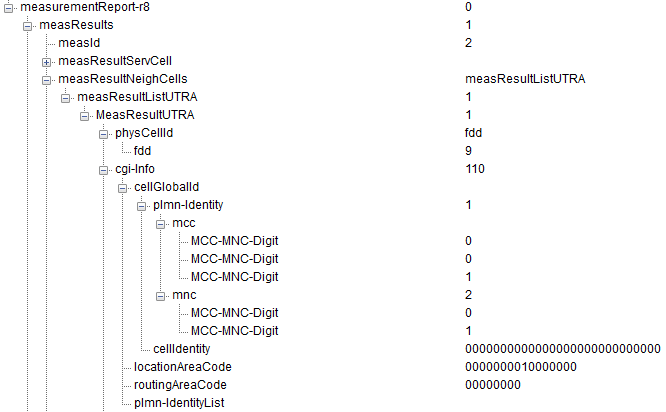 measurementReport-r8 0
measResults 1
measId 2
measResultServCell
measResultNeighCells measResultListUTRA
measResultListUTRA 1
MeasResultUTRA 1
physCellId fdd
fdd 9
cgi-Info 110
cellGlobalId
plmn-Identity 1
mcc
MCC-MNC-Digit 0
MCC-MNC-Digit 0
MCC-MNC-Digit 1
mnc 2
MCC-MNC-Digit 0
MCC-MNC-Digit 1
cellIdentity 0000000000000000000000000000
locationAreaCode 0000000010000000
routingAreaCode 00000000
plmn-IdentityList